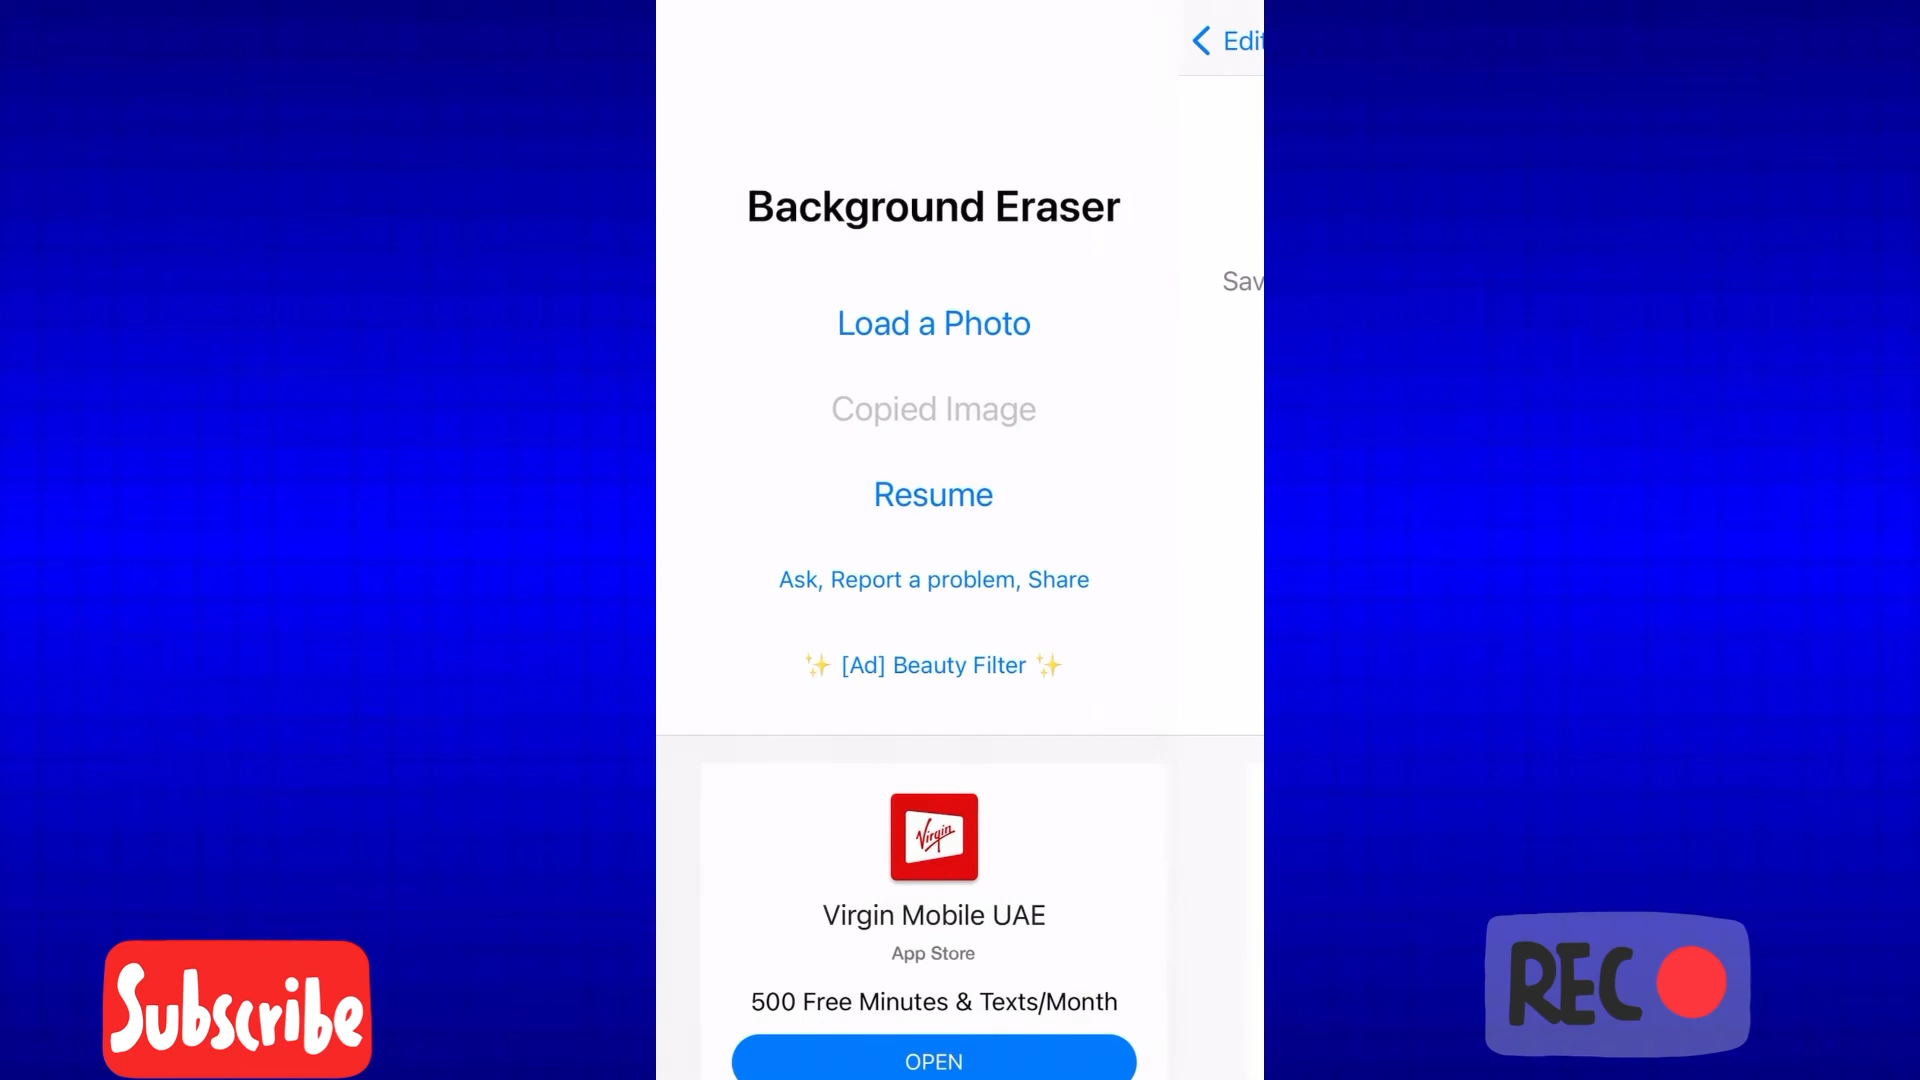 Edit
Background Eraser
Sav
Load a Photo
Copied Image
Resume
Ask, Report a problem, Share
✨ [Ad] Beauty Filter ✨
Virgin
Virgin Mobile UAE
App Store
500 Free Minutes & Texts/Month
OPEN
Subscribe
REC